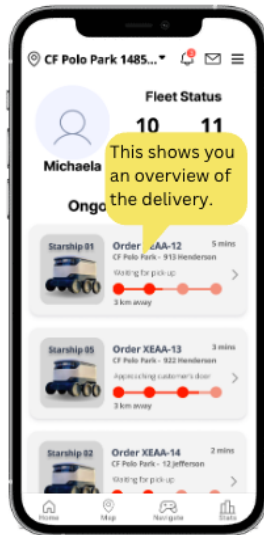 CF Polo Park 1485...
Fleet Status
10 11
Michaela
This shows you
an overview of
the delivery.
Ongo
Starship 01
Order XEAA-12
5 mins
CF Polo Park - 913 Henderson
Waiting for pick-up
3 km away
Starship 05
Order XEAA-13
3 mins
CF Polo Park - 922 Henderson
Approaching customer's door
3 km away
Starship 02
Order XEAA-14
2 mins
CF Polo Park - 12 Jefferson
Waiting for pick-up
Home
Map
Navigate
Stats